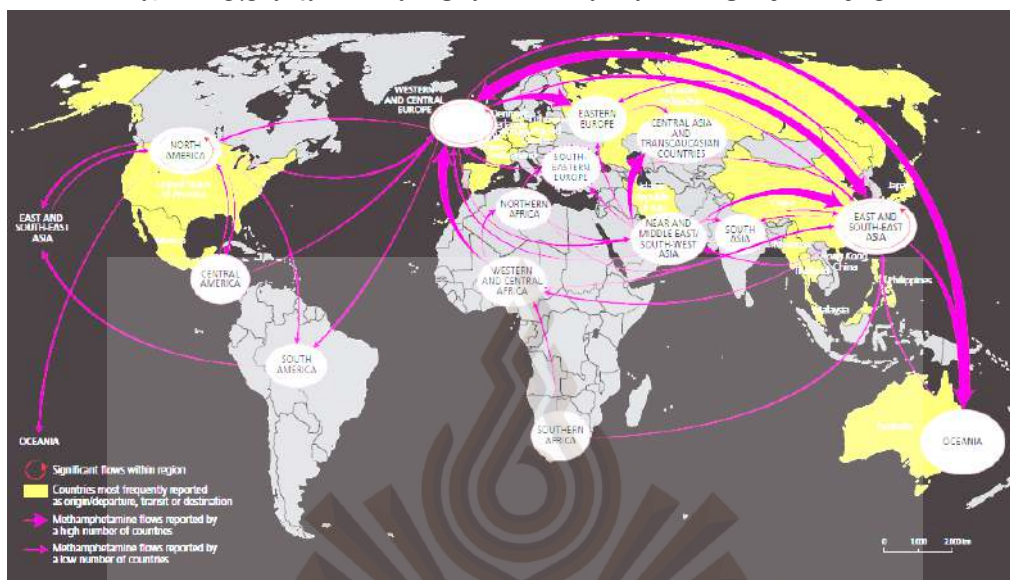 WESTERN
AND CENTRAL
EUROPE
EASTERN
EUROPE
CENTRAL ASIA
AND
TRANSCAUCASIAN
COUNTRIES
NORTH
AMERICA
SOUTH-
EASTERN
EUROPE
Japan
NORTHERN
AFRICA
EAST AND
SOUTH-EAST
ASIA
NEAR AND
MIDDLE EAST/
SOUTH-WEST
ASIA
SOUTH
ASIA
EAST AND
SOUTH-EAST
ASIA
CENTRAL
AMERICA
WESTERN
AND CENTRAL
AFRICA
Hong Kong
China
Philippines
Malaysia
SOUTH
AMERICA
SOUTHERN
AFRICA
Australia
OCEANIA
OCEANIA
Significant flows within region
Countries most frequently reported
as origin/departure, transit or destination
Methamphetamine flows reported by
a high number of countries
Methamphetamine flows reported by
a low number of countries
0 1.000 2.000 km